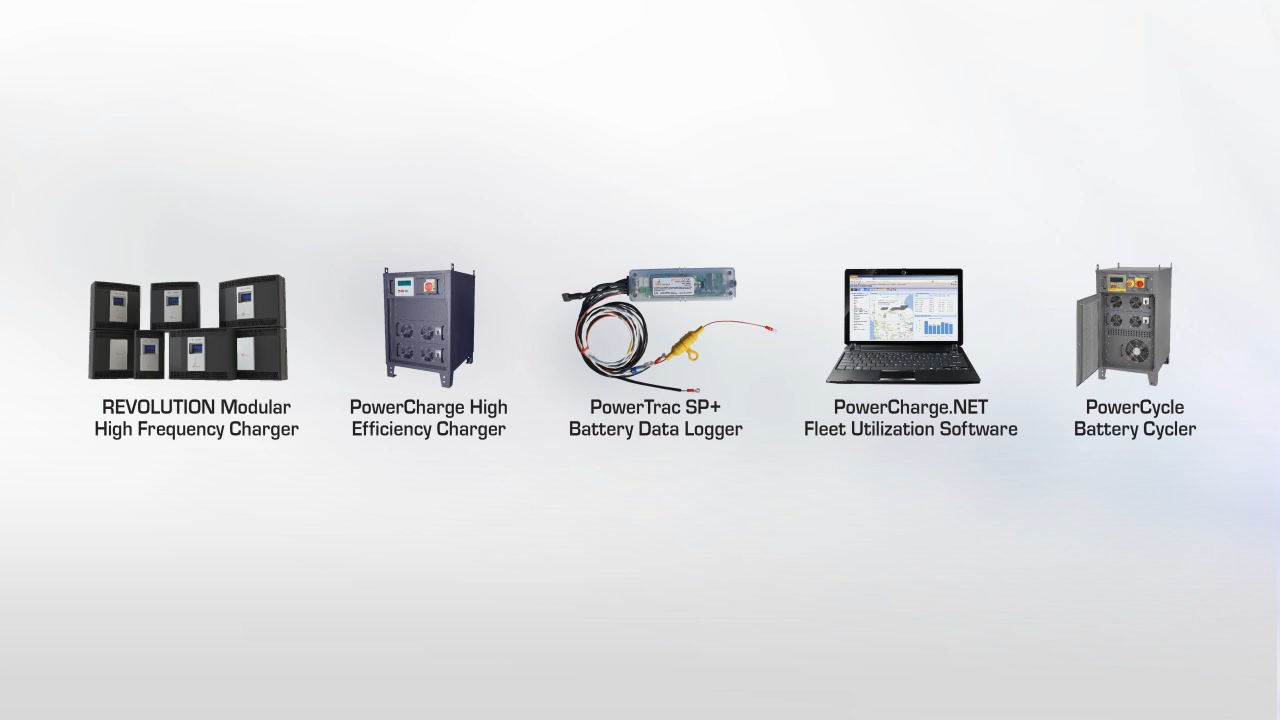 REVOLUTION Modular
High Frequency Charger
PowerCharge High
Efficiency Charger
PowerTrac SP+
Battery Data Logger
PowerCharge.NET
Fleet Utilization Software
PowerCycle
Battery Cycler